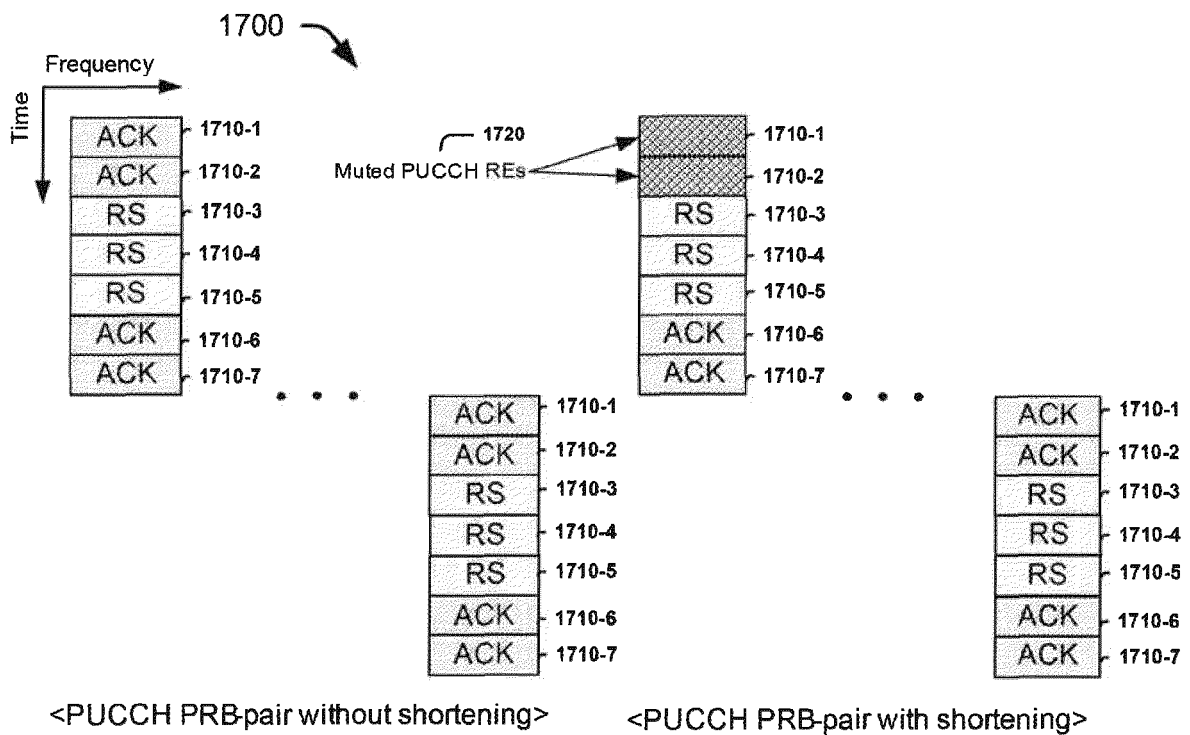 1700
Frequency
Time
ACK 1710-1
ACK 1710-2
RS 1710-3
RS 1710-4
RS 1710-5
ACK 1710-6
ACK 1710-7
1720
Muted PUCCH REs
1710-1
1710-2
RS 1710-3
RS 1710-4
RS 1710-5
ACK 1710-6
ACK 1710-7
• • •
ACK 1710-1
ACK 1710-2
RS 1710-3
RS 1710-4
RS 1710-5
ACK 1710-6
ACK 1710-7
• • •
ACK 1710-1
ACK 1710-2
RS 1710-3
RS 1710-4
RS 1710-5
ACK 1710-6
ACK 1710-7
<PUCCH PRB-pair without shortening>
<PUCCH PRB-pair with shortening>